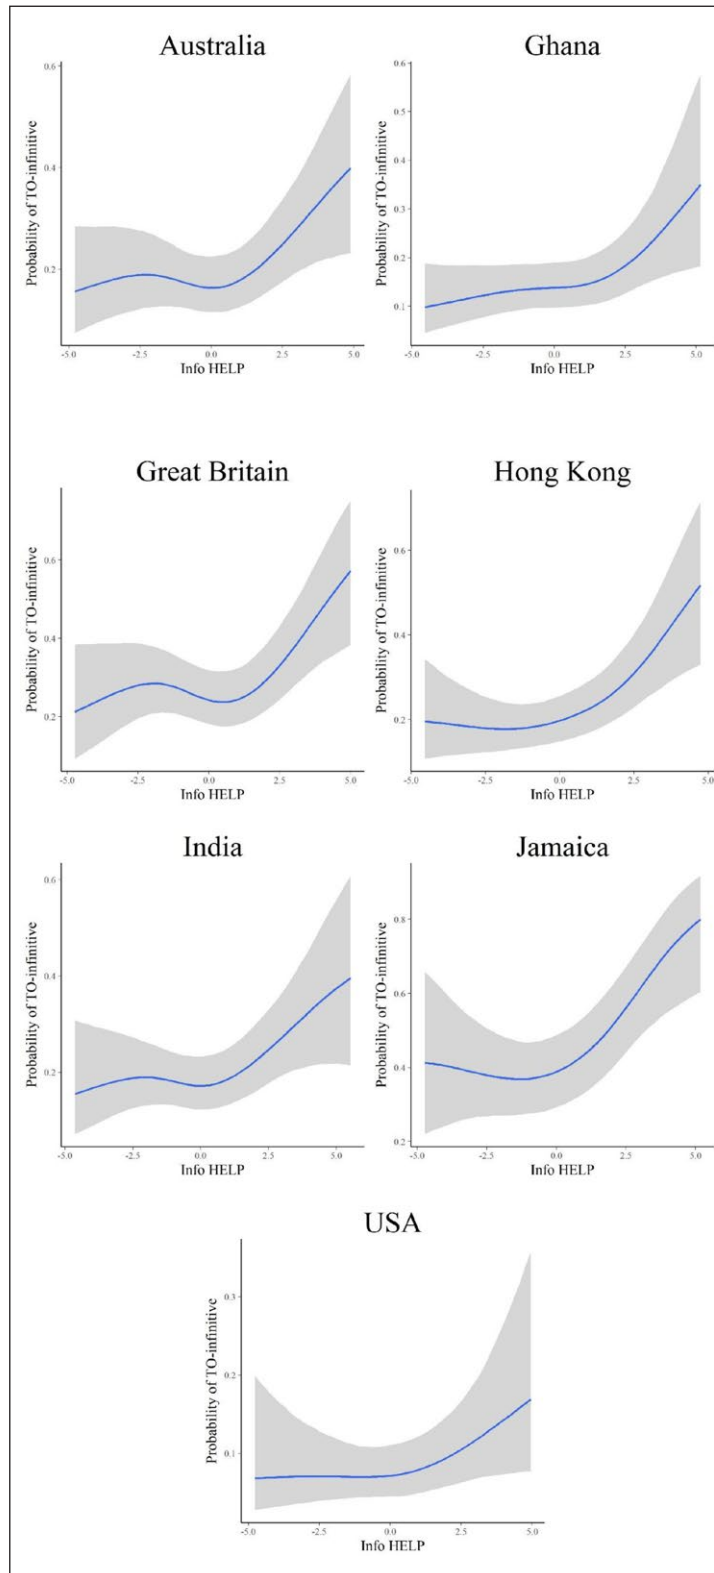 Australia
Probability of TO-infinitive
0.6
0.4
0.2
-5.0 -2.5 0.0 2.5 5.0
Info HELP
Ghana
Probability of TO-infinitive
0.6
0.5
0.4
0.3
0.2
0.1
-5.0 -2.5 0.0 2.5 5.0
Info HELP
Great Britain
Probability of TO-infinitive
0.6
0.4
0.2
-5.0 -2.5 0.0 2.5 5.0
Info HELP
Hong Kong
Probability of TO-infinitive
0.6
0.4
0.2
-5.0 -2.5 0.0 2.5 5.0
Info HELP
India
Probability of TO-infinitive
0.6
0.4
0.2
-5.0 -2.5 0.0 2.5 5.0
Info HELP
Jamaica
Probability of TO-infinitive
0.8
0.6
0.4
0.2
-5.0 -2.5 0.0 2.5 5.0
Info HELP
USA
Probability of TO-infinitive
0.3
0.2
0.1
-5.0 -2.5 0.0 2.5 5.0
Info HELP